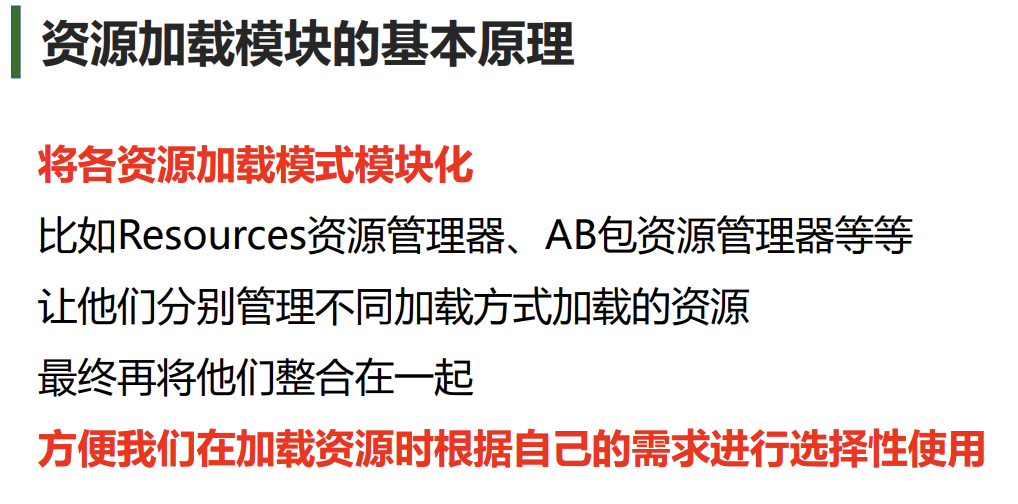 资源加载模块的基本原理
将各资源加载模式模块化
比如Resources资源管理器、AB包资源管理器等等
让他们分别管理不同加载方式加载的资源
最终再将他们整合在一起
方便我们在加载资源时根据自己的需求进行选择性使用